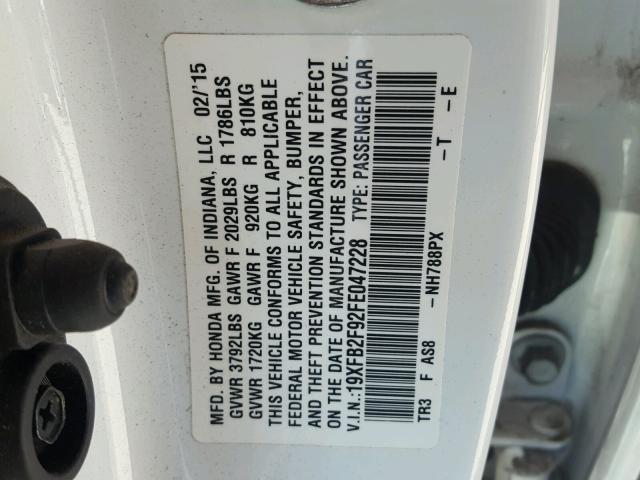 MFD. BY HONDA MFG. OF INDIANA, LLC 02/'15
GVWR 3792LBS GAWR F 2029LBS R 1786LBS
GVWR 1720KG GAWR F 920KG R 810KG
THIS VEHICLE CONFORMS TO ALL APPLICABLE
FEDERAL MOTOR VEHICLE SAFETY, BUMPER,
AND THEFT PREVENTION STANDARDS IN EFFECT
ON THE DATE OF MANUFACTURE SHOWN ABOVE.
V.I.N.:19XFB2F92FE047228 TYPE: PASSENGER CAR
TR3 F AS8 -NH788PX -T -E